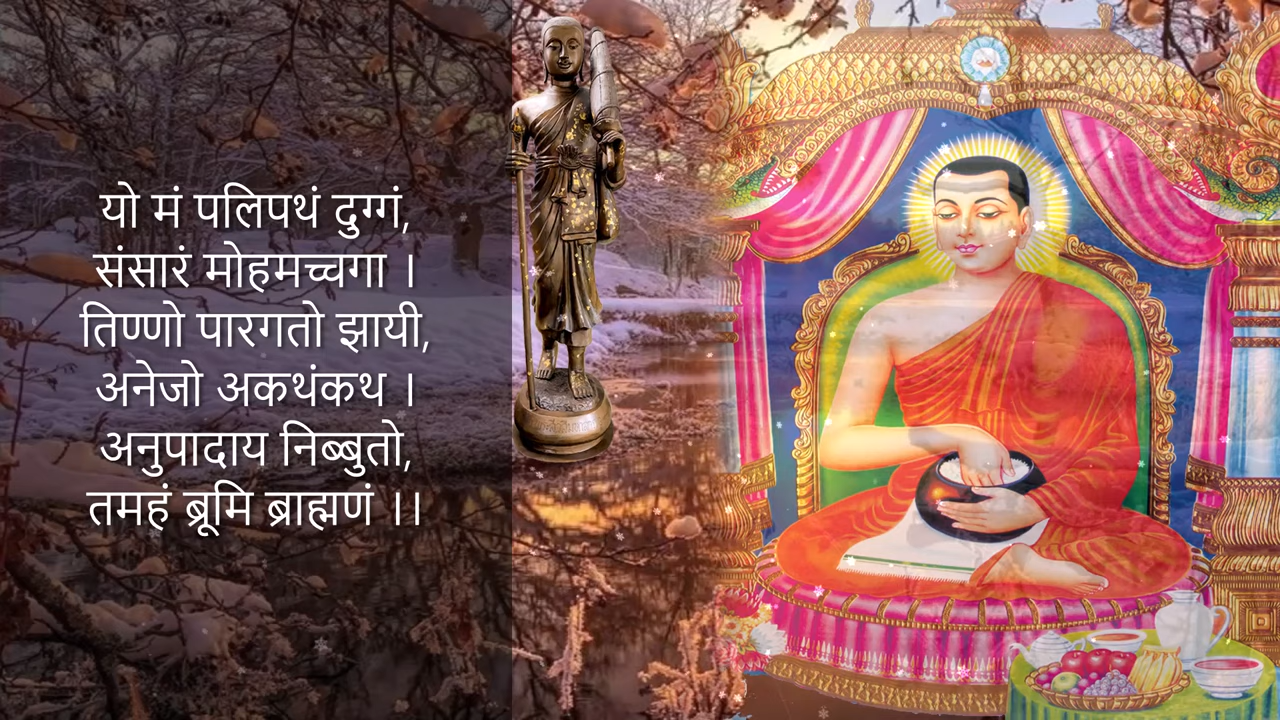 यो मं पलिपथं दुग्गं,
संसारं मोहमच्चगा ।
तिण्णो पारगतो झायी,
अनेजो अकथंकथ ।
अनुपादाय निब्बुतो,
तमहं ब्रूमि ब्राह्मणं ।।